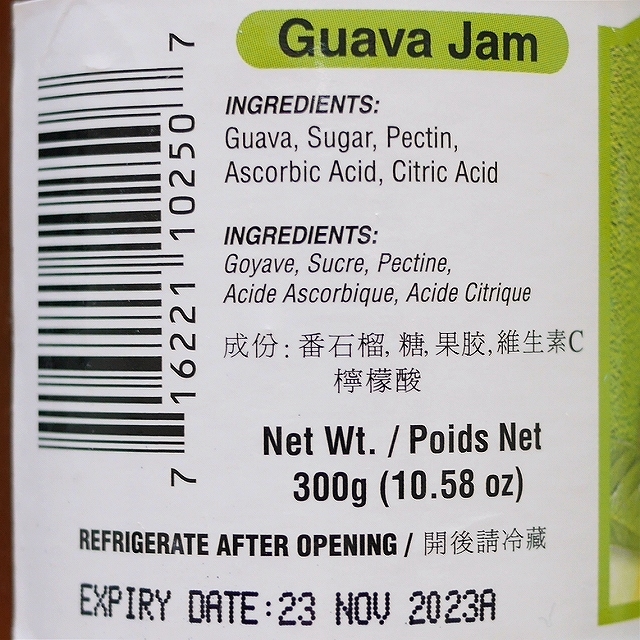 Guava Jam
INGREDIENTS:
Guava, Sugar, Pectin,
Ascorbic Acid, Citric Acid
INGREDIENTS:
Goyave, Sucre, Pectine,
Acide Ascorbique, Acide Citrique
成份: 番石榴, 糖, 果胶, 維生素C
檸檬酸
Net Wt. / Poids Net
300g (10.58 oz)
REFRIGERATE AFTER OPENING / 開後請冷藏
EXPIRY DATE:23 NOV 2023A
7 16221 10250 7